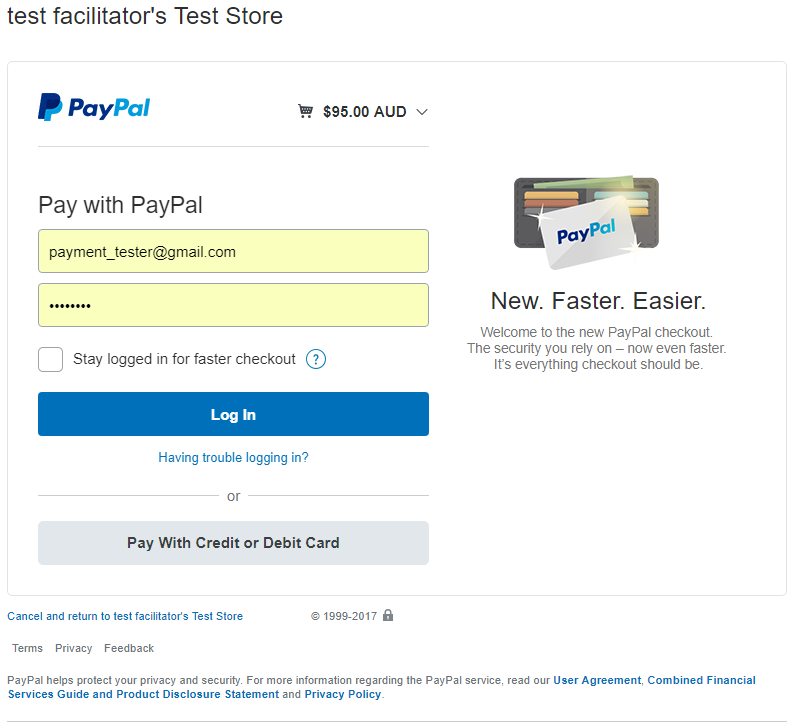 test facilitator's Test Store
PayPal
$95.00 AUD
Pay with PayPal
payment_tester@gmail.com
••••••••
Stay logged in for faster checkout ?
Log In
Having trouble logging in?
or
Pay With Credit or Debit Card
PayPal
New. Faster. Easier.
Welcome to the new PayPal checkout.
The security you rely on – now even faster.
It's everything checkout should be.
Cancel and return to test facilitator's Test Store
© 1999-2017
Terms Privacy Feedback
PayPal helps protect your privacy and security. For more information regarding the PayPal service, read our User Agreement, Combined Financial
Services Guide and Product Disclosure Statement and Privacy Policy.